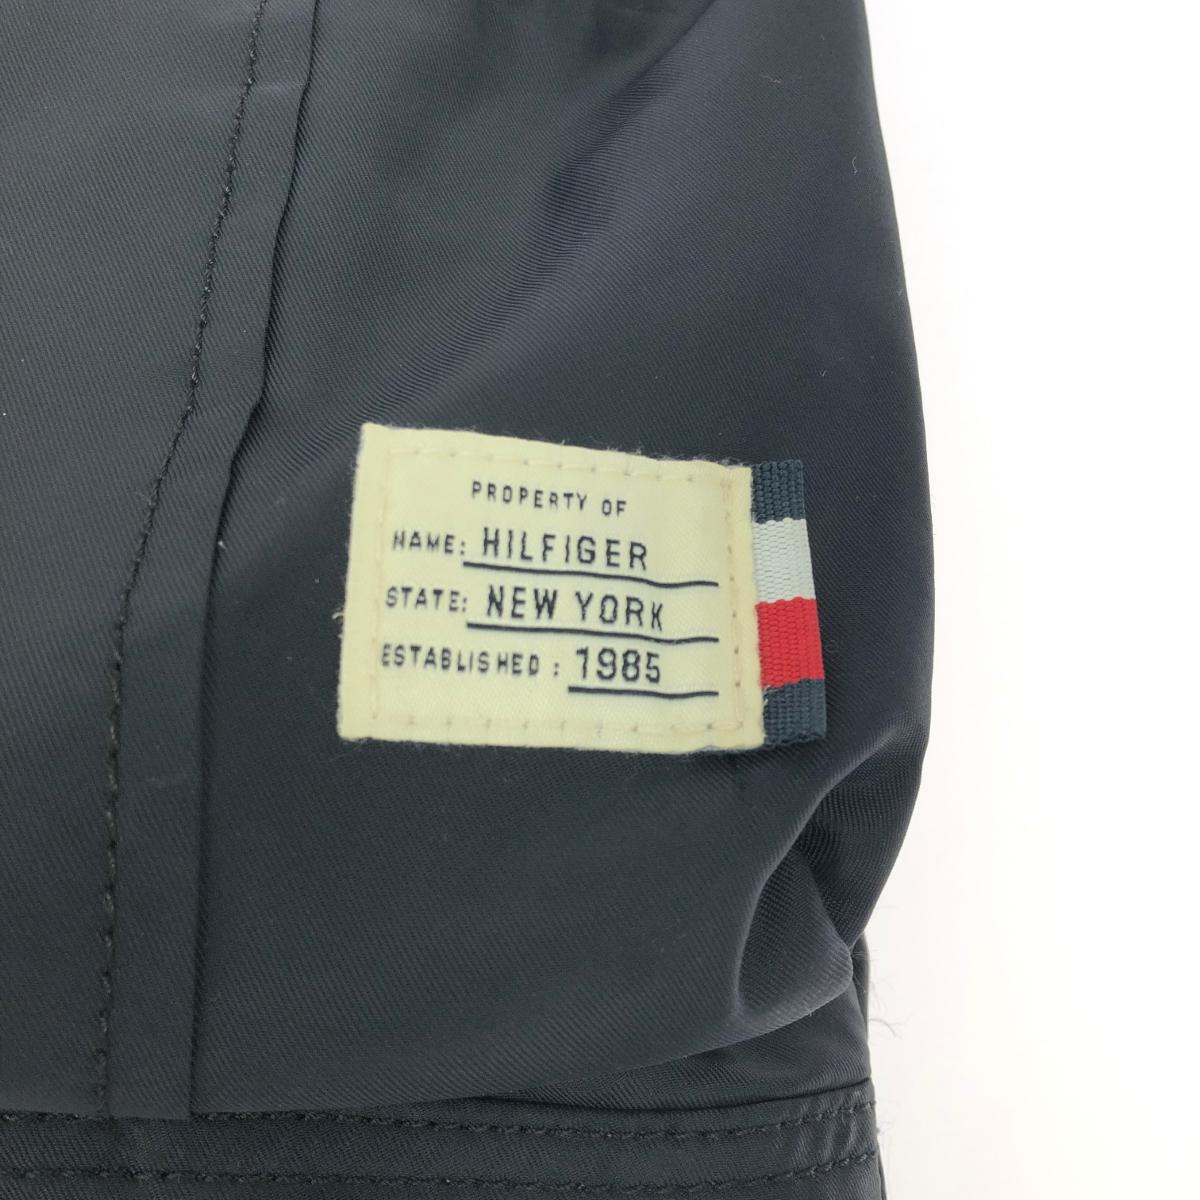 PROPERTY OF
NAME: HILFIGER
STATE: NEW YORK
ESTABLISHED : 1985